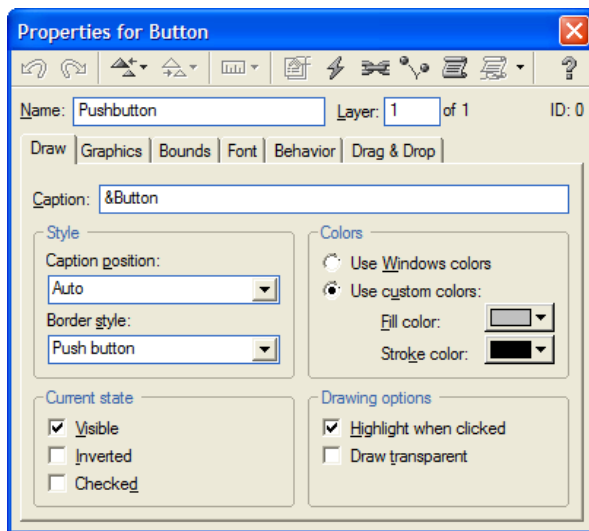 Properties for Button
?
Name: Pushbutton Layer: 1 of 1 ID: 0
Draw Graphics Bounds Font Behavior Drag & Drop
Caption: &Button
Style
Caption position:
Auto
Border style:
Push button
Colors
Use Windows colors
Use custom colors:
Fill color:
Stroke color:
Current state
Visible
Inverted
Checked
Drawing options
Highlight when clicked
Draw transparent